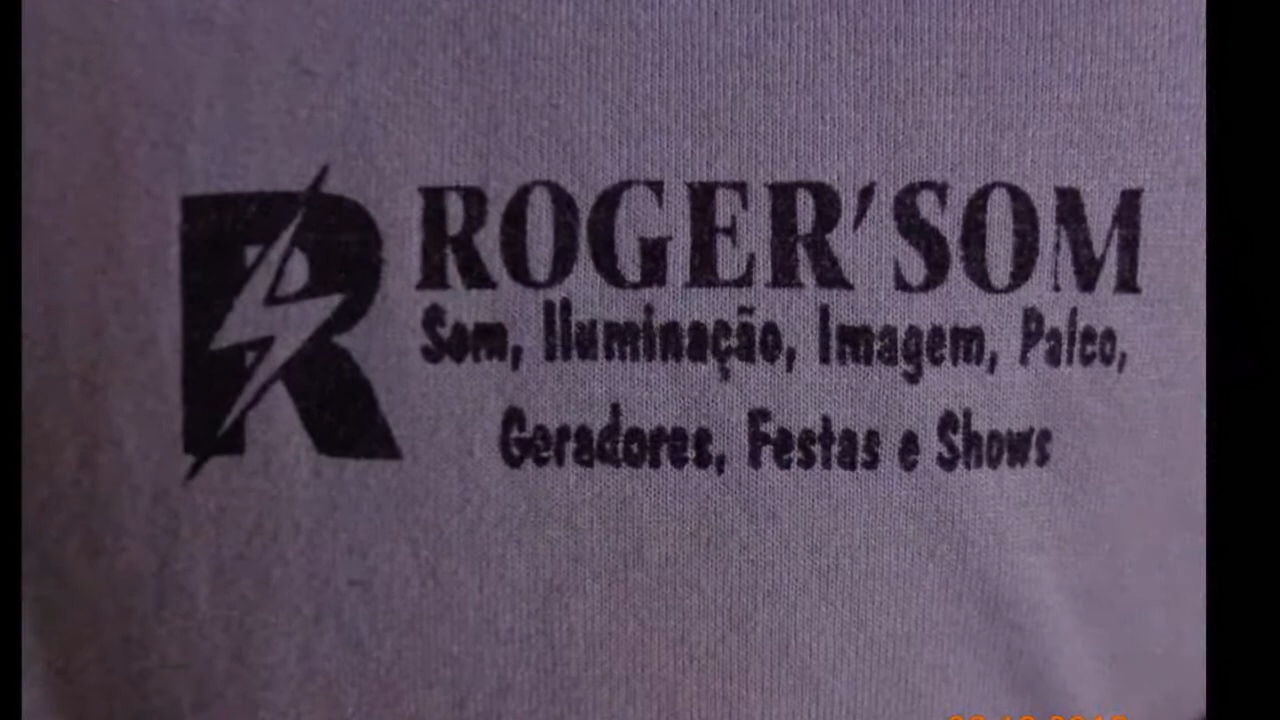 R ROGER'SOM
Som, Iluminação, Imagem, Palco,
Geradores, Festas e Shows